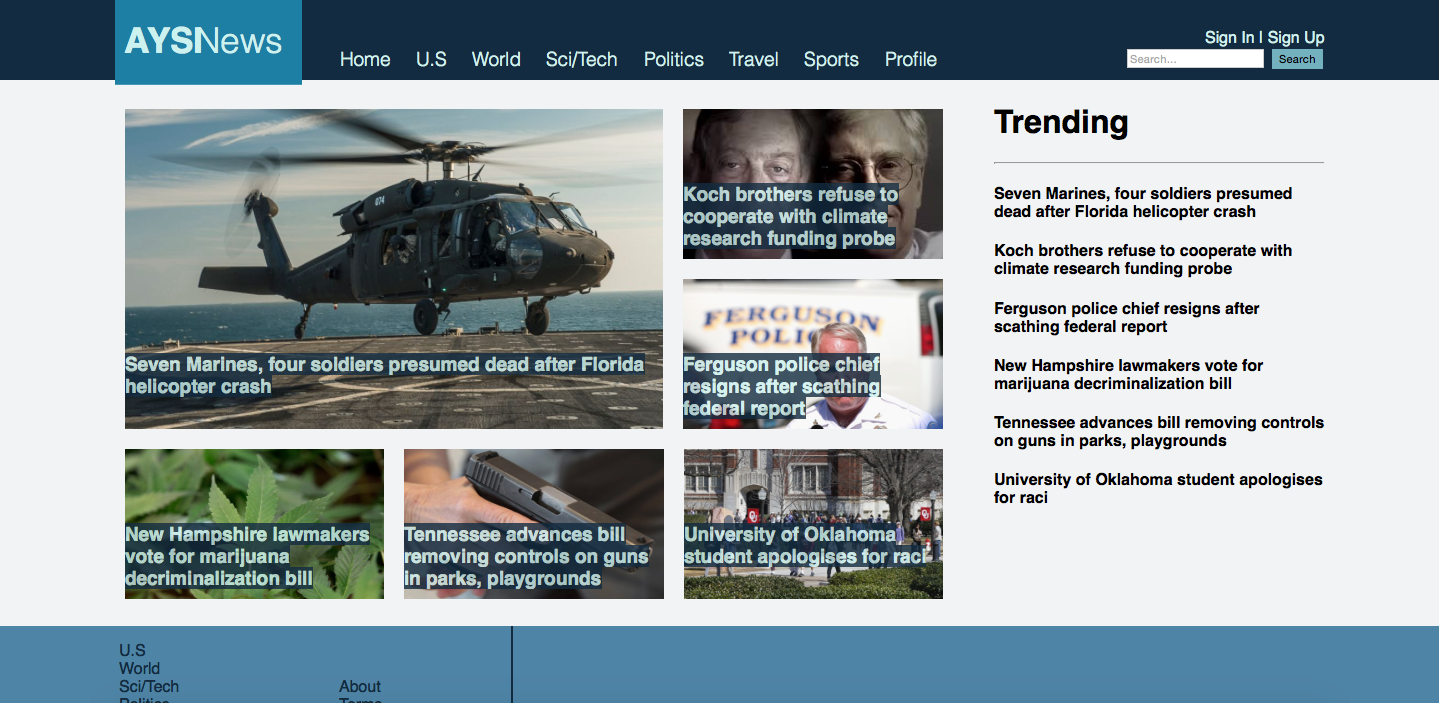 AYSNews
Home U.S World Sci/Tech Politics Travel Sports Profile
Sign In | Sign Up
Search...
Search
074
Seven Marines, four soldiers presumed dead after Florida
helicopter crash
Koch brothers refuse to
cooperate with climate
research funding probe
FERGUSON
POLIC
Ferguson police chief
resigns after scathing
federal report
New Hampshire lawmakers
vote for marijuana
decriminalization bill
Tennessee advances bill
removing controls on guns
in parks, playgrounds
University of Oklahoma
student apologises for raci
Trending
Seven Marines, four soldiers presumed
dead after Florida helicopter crash
Koch brothers refuse to cooperate with
climate research funding probe
Ferguson police chief resigns after
scathing federal report
New Hampshire lawmakers vote for
marijuana decriminalization bill
Tennessee advances bill removing controls
on guns in parks, playgrounds
University of Oklahoma student apologises
for raci
U.S
World
Sci/Tech
Politics
About
Terms